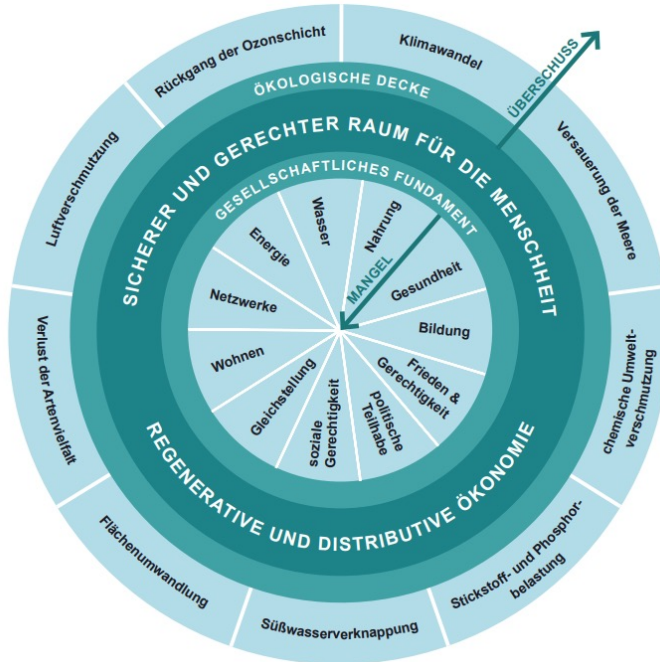 Rückgang der Ozonschicht
Klimawandel
ÜBERSCHUSS
Versauerung der Meere
chemische Umwelt-
verschmutzung
Stickstoff- und Phosphor-
belastung
Süßwasserverknappung
Flächenumwandlung
Verlust der Artenvielfalt
Luftverschmutzung
ÖKOLOGISCHE DECKE
SICHERER UND GERECHTER RAUM FÜR DIE MENSCHHEIT
GESELLSCHAFTLICHES FUNDAMENT
Wasser
Nahrung
MANGEL
Gesundheit
Bildung
Frieden &
Gerechtigkeit
politische
Teilhabe
soziale
Gerechtigkeit
Gleichstellung
Wohnen
Netzwerke
Energie
REGENERATIVE UND DISTRIBUTIVE ÖKONOMIE